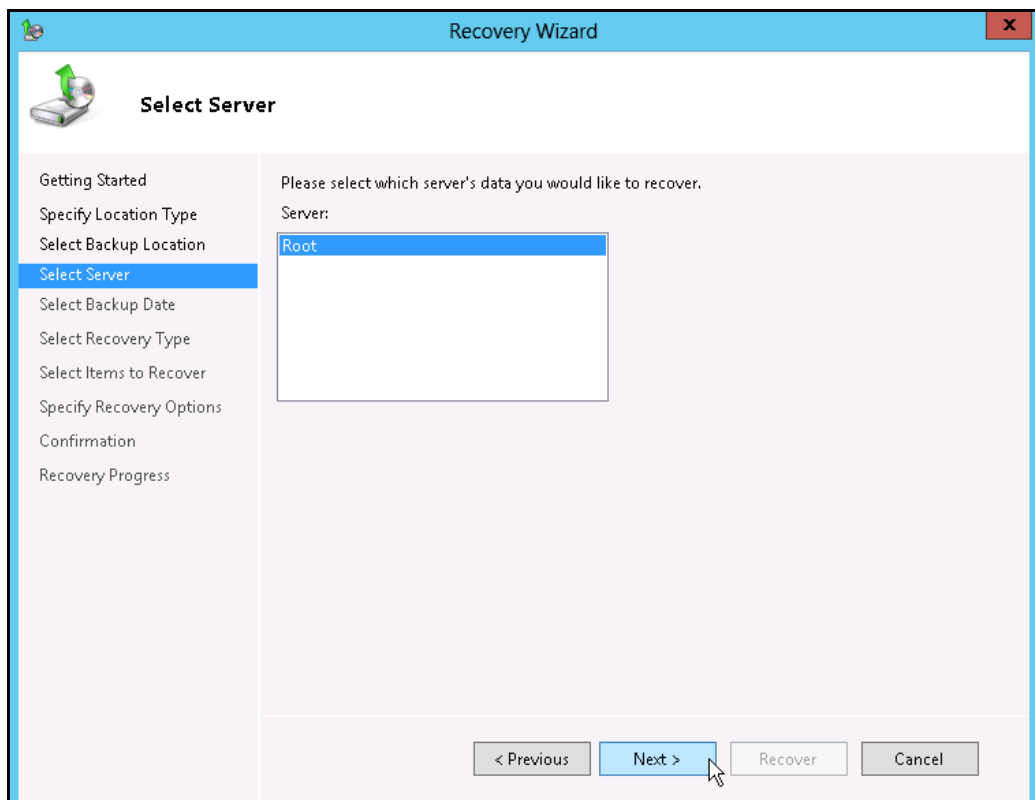 Recovery Wizard
x
Select Server
Getting Started
Specify Location Type
Select Backup Location
Select Server
Select Backup Date
Select Recovery Type
Select Items to Recover
Specify Recovery Options
Confirmation
Recovery Progress
Please select which server's data you would like to recover.
Server:
Root
< Previous
Next >
Recover
Cancel